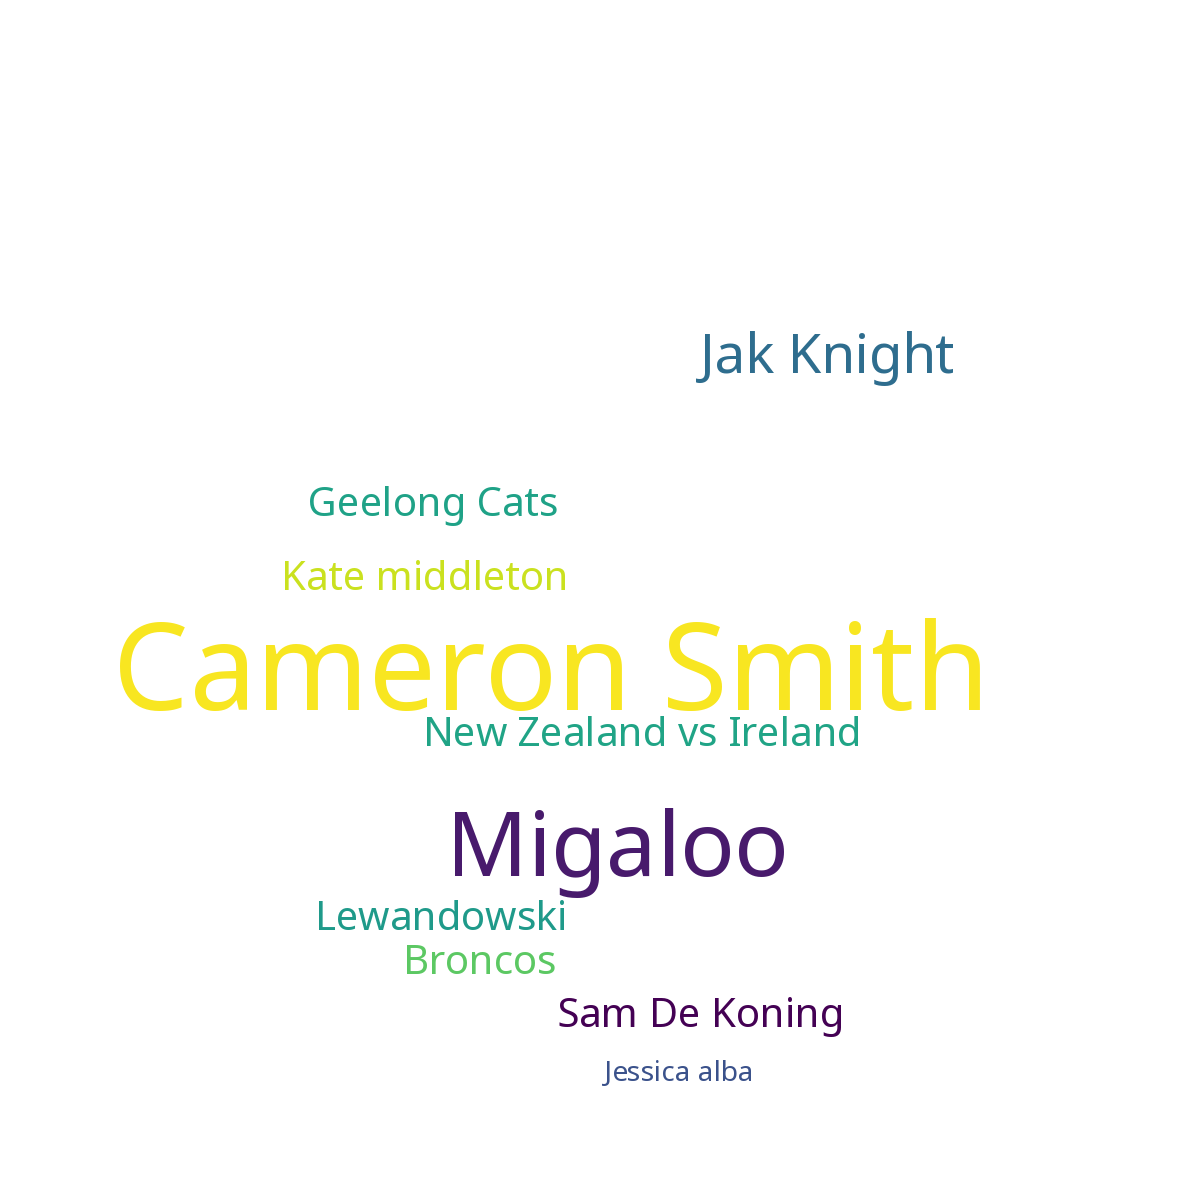 Jak Knight
Geelong Cats
Kate middleton
Cameron Smith
New Zealand vs Ireland
Migaloo
Lewandowski
Broncos
Sam De Koning
Jessica alba